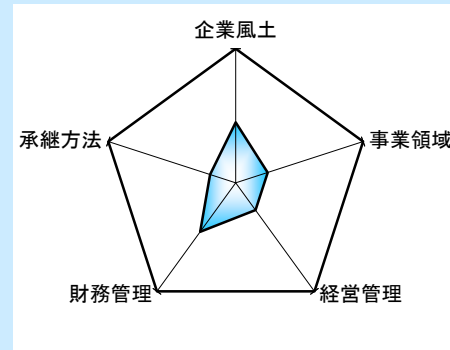 企業風土
承継方法
事業領域
財務管理
経営管理